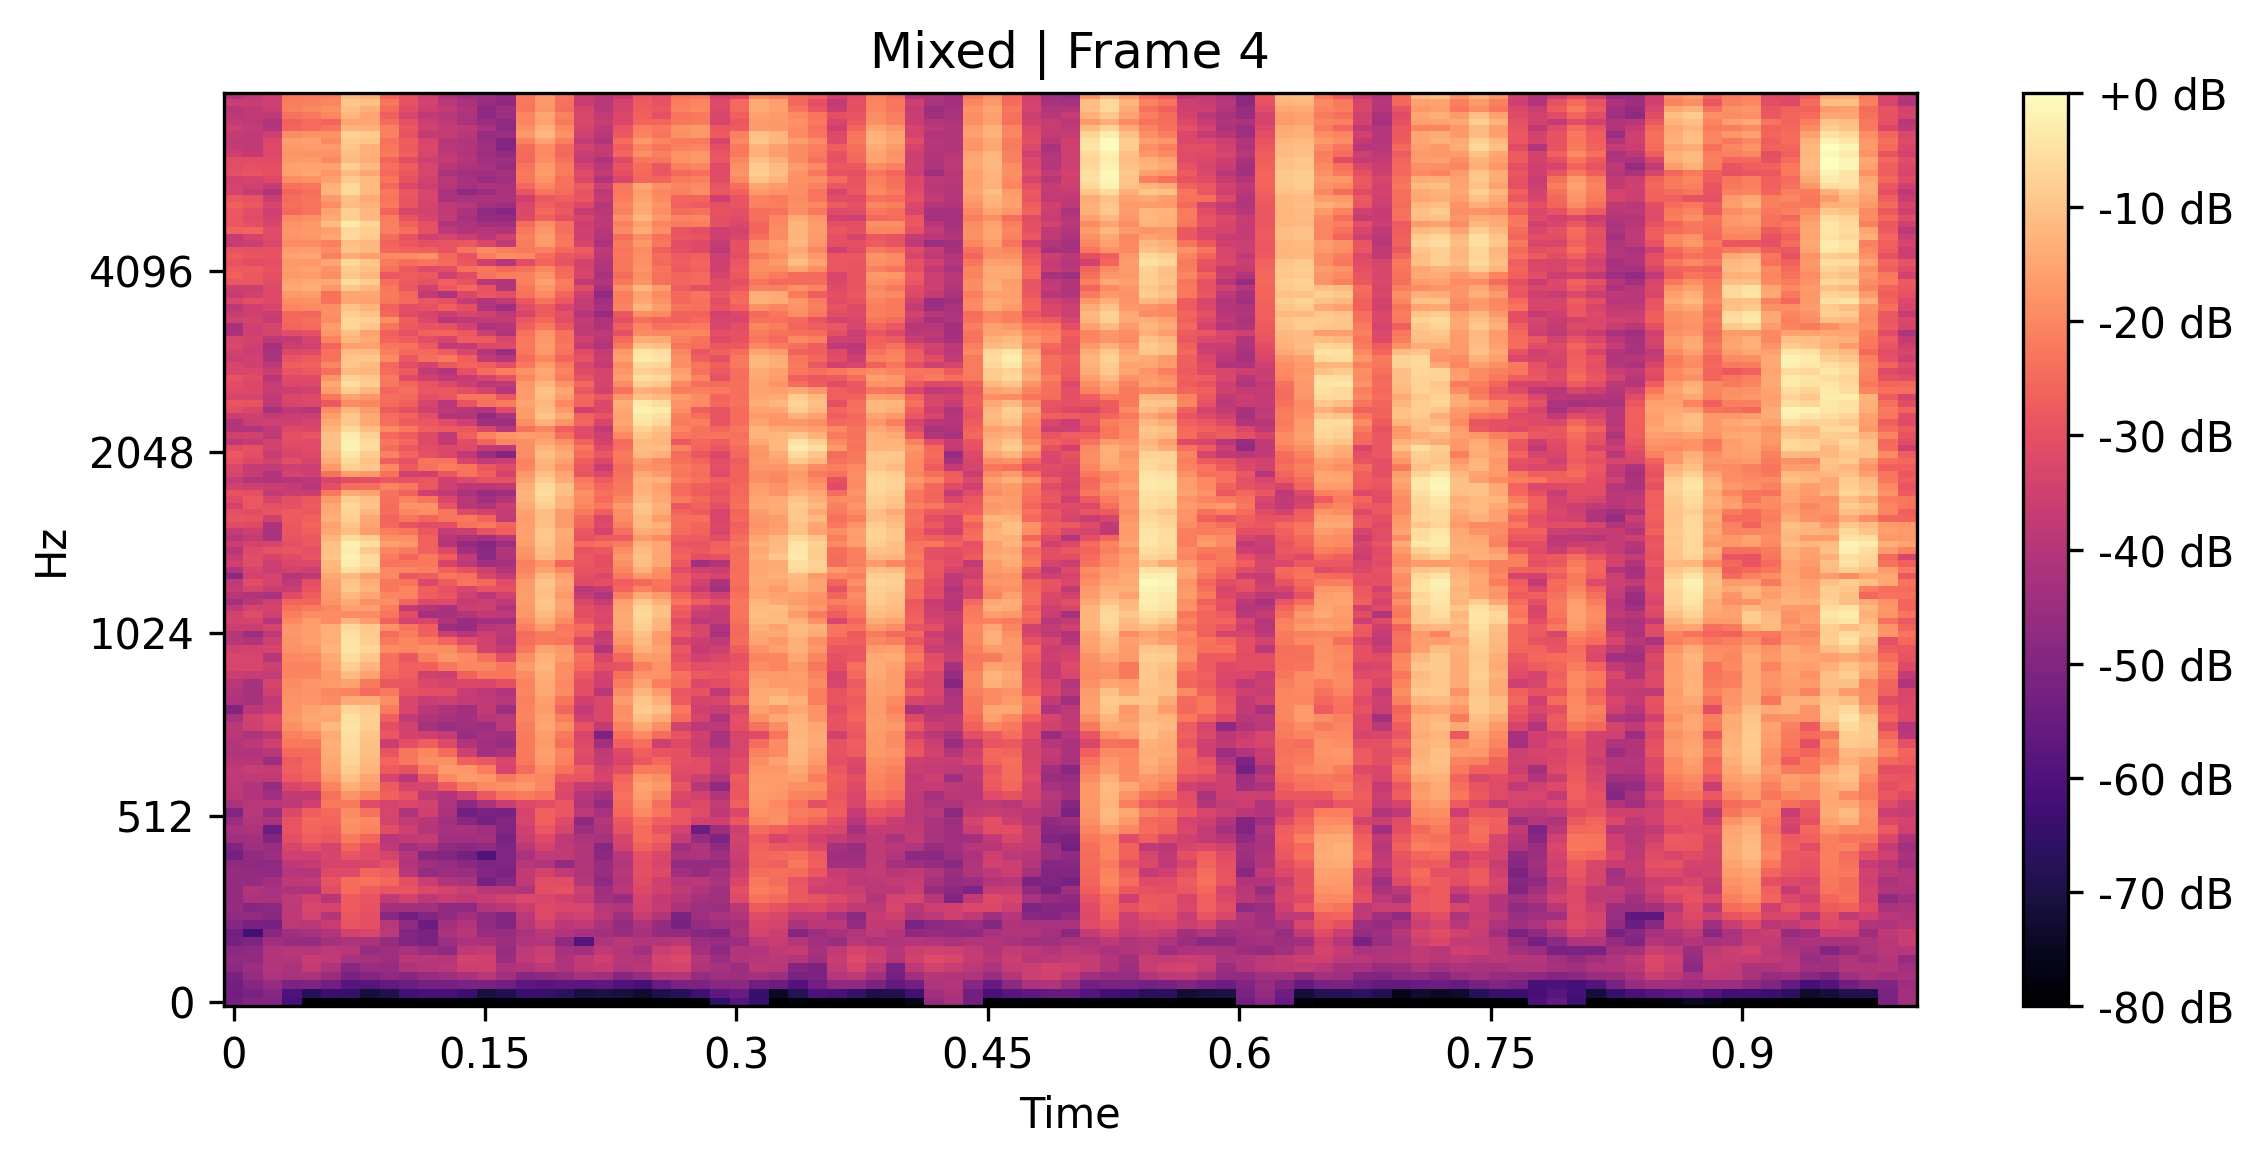 Mixed | Frame 4
Hz
4096
2048
1024
512
0
0 0.15 0.3 0.45 0.6 0.75 0.9
Time
+0 dB
-10 dB
-20 dB
-30 dB
-40 dB
-50 dB
-60 dB
-70 dB
-80 dB